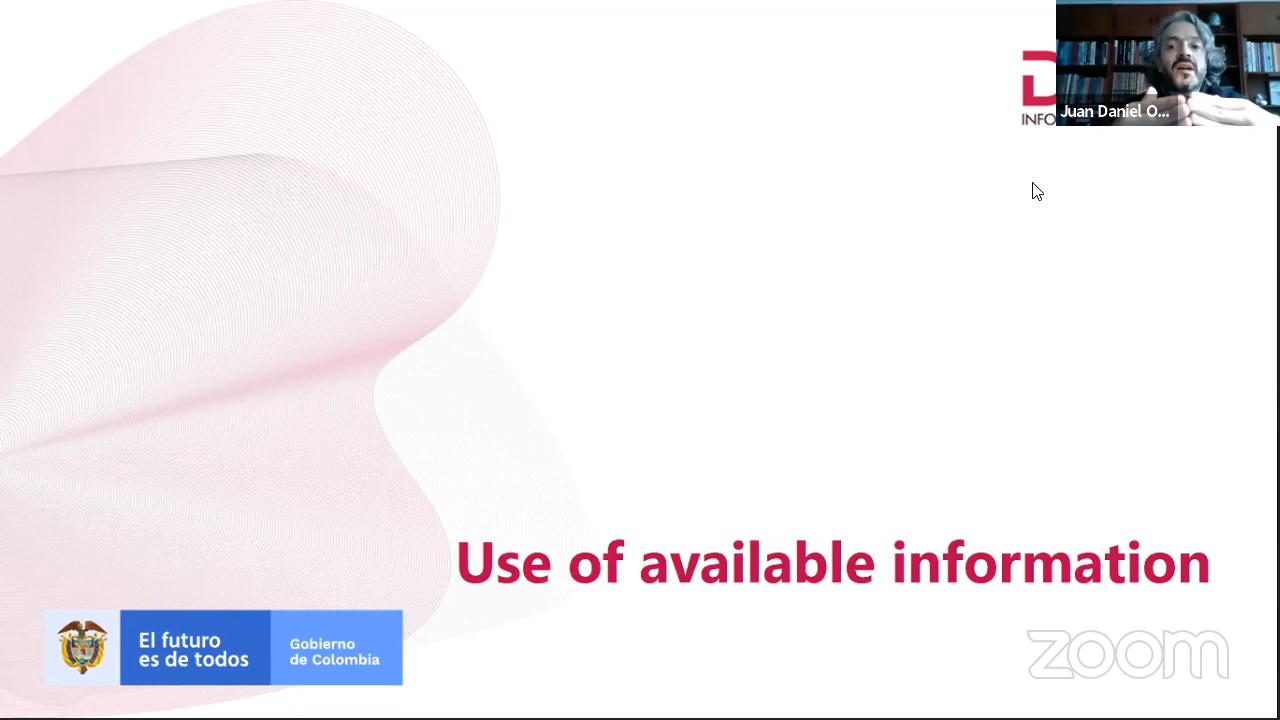 Juan Daniel O...
Use of available information
El futuro
es de todos
Gobierno
de Colombia
zoom